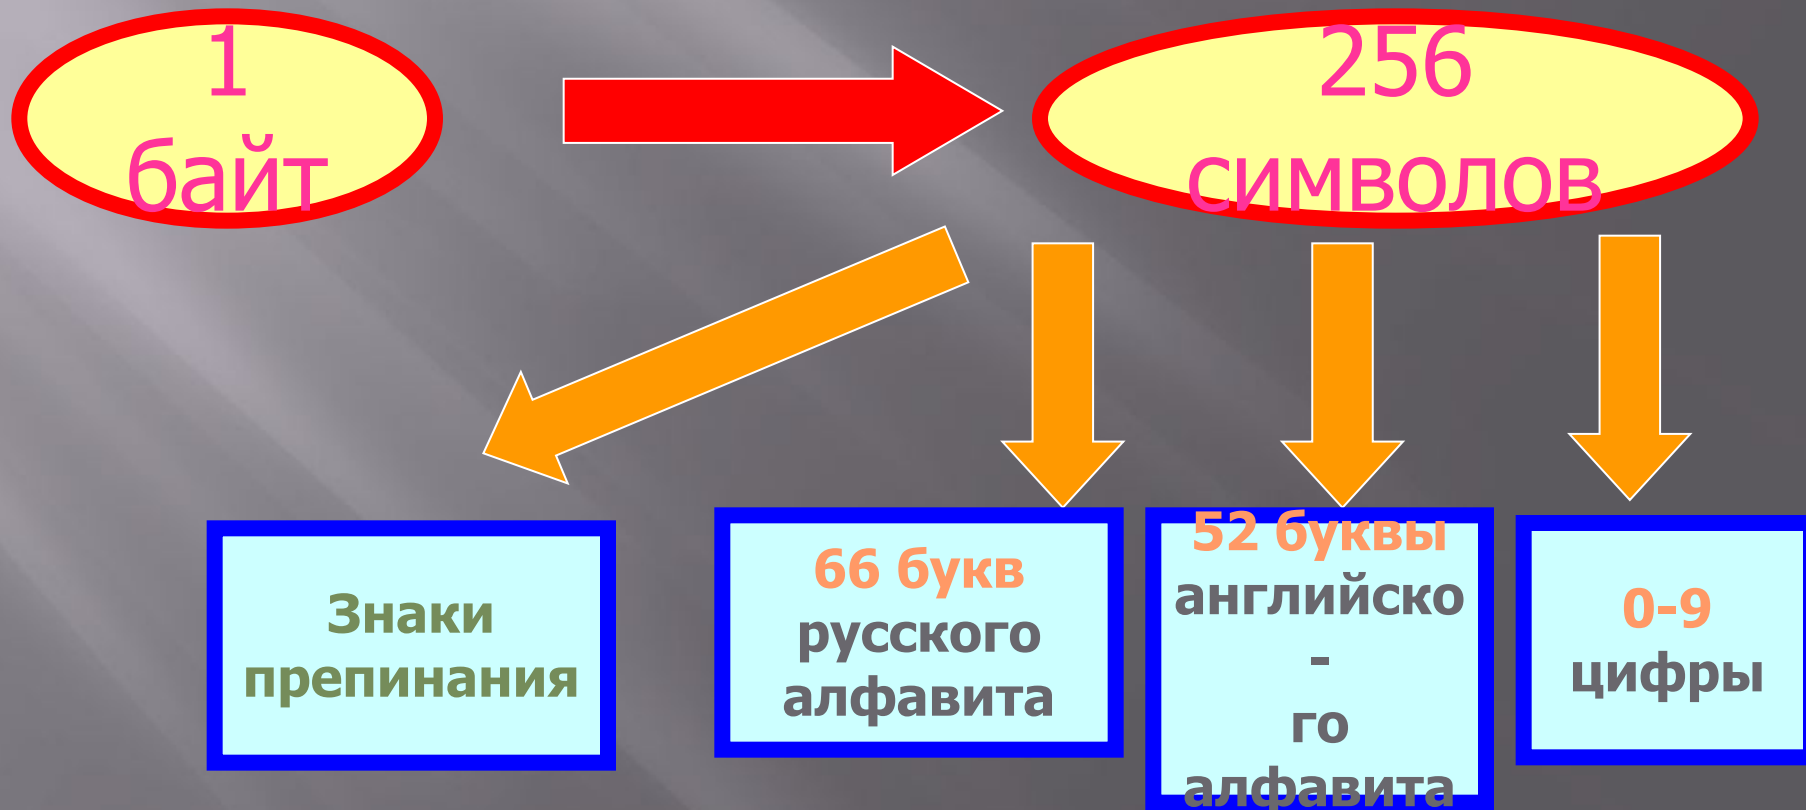 1
байт
256
символов
Знаки
препинания
66 букв
русского
алфавита
52 буквы
английско
-
го
алфавита
0-9
цифры